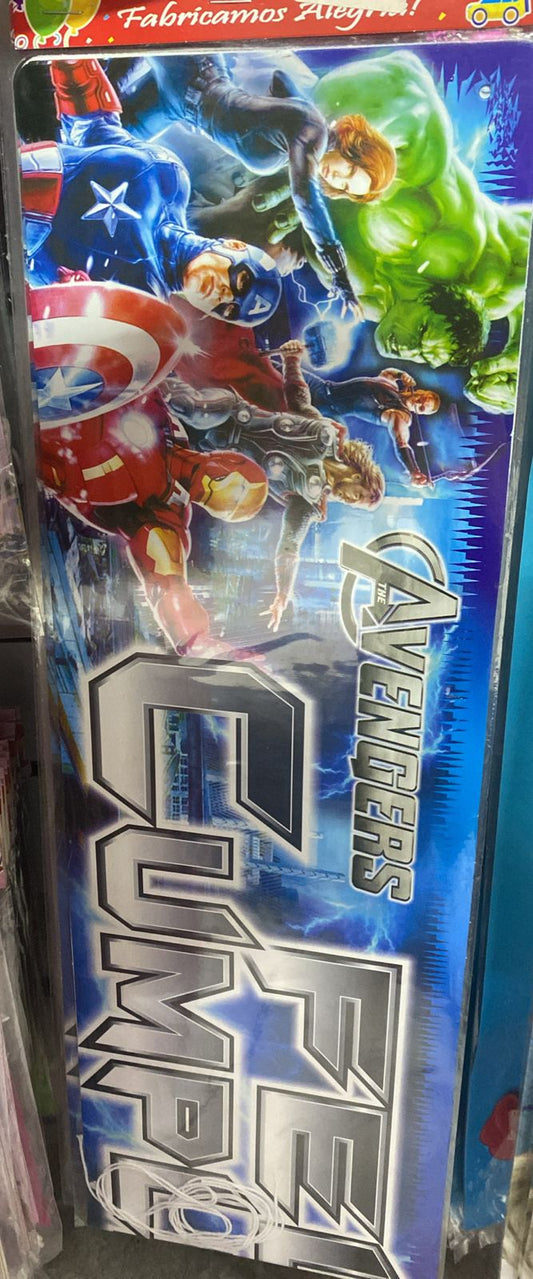 Fabricamos Alegría!
A
THE
AVENGERS
FEL
CUMPL